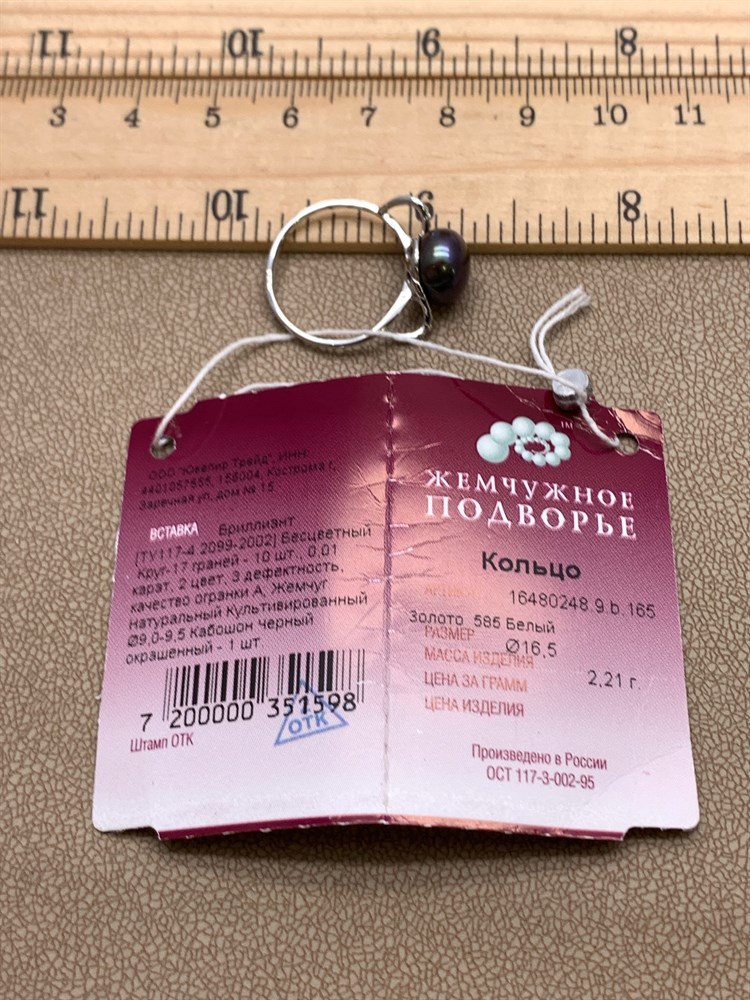 11 10 9 8
3 4 5 6 7 8 9 10 11
11 10 9 8
ООО "Ювелир Трейд", ИНН
4401057555, 156004, Кострома г,
Заречная ул, дом № 15
ВСТАВКА Бриллиант
[ТУ117-4.2099-2002] Бесцветный
Круг-17 граней - 10 шт., 0,01
карат, 2 цвет, 3 дефектность,
качество огранки А, Жемчуг
натуральный Культивированный
Ø9,0-9,5 Кабошон Черный
окрашенный - 1 шт
7 200000 351598
Штамп ОТК
ОТК
TM
ЖЕМЧУЖНОЕ
ПОДВОРЬЕ
Кольцо
16480248.9.b.165
Золото 585 Белый
РАЗМЕР Ø16,5
МАССА ИЗДЕЛИЯ 2,21 г.
ЦЕНА ЗА ГРАММ
ЦЕНА ИЗДЕЛИЯ
Произведено в России
ОСТ 117-3-002-95